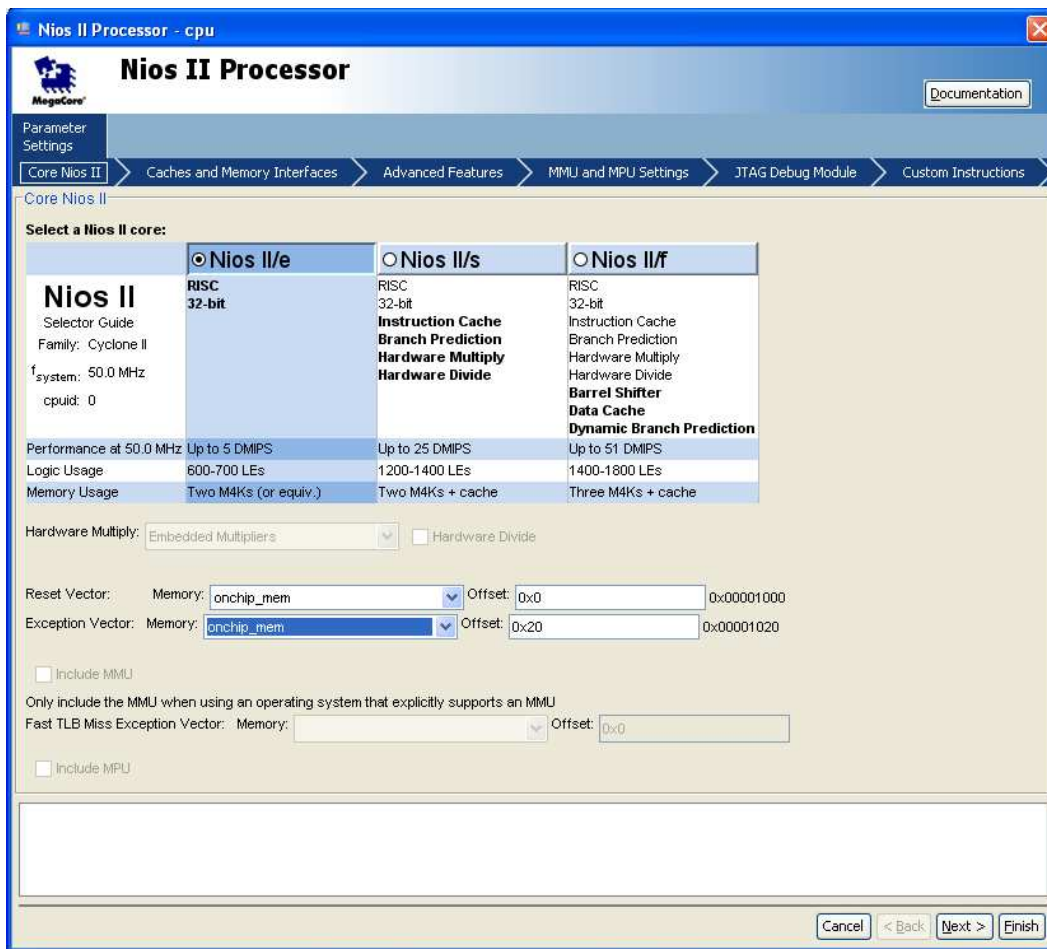 Nios II Processor - cpu
Nios II Processor
MegaCore®
Documentation
Parameter
Settings
Core Nios II
Caches and Memory Interfaces
Advanced Features
MMU and MPU Settings
JTAG Debug Module
Custom Instructions
Core Nios II
Select a Nios II core:
Nios II/e
Nios II/s
Nios II/f
Nios II
Selector Guide
Family: Cyclone II
fsystem: 50.0 MHz
cpuid: 0
RISC
32-bit
RISC
32-bit
Instruction Cache
Branch Prediction
Hardware Multiply
Hardware Divide
RISC
32-bit
Instruction Cache
Branch Prediction
Hardware Multiply
Hardware Divide
Barrel Shifter
Data Cache
Dynamic Branch Prediction
Performance at 50.0 MHz Up to 5 DMIPS Up to 25 DMIPS Up to 51 DMIPS
Logic Usage 600-700 LEs 1200-1400 LEs 1400-1800 LEs
Memory Usage Two M4Ks (or equiv.) Two M4Ks + cache Three M4Ks + cache
Hardware Multiply: Embedded Multipliers Hardware Divide
Reset Vector: Memory: onchip_mem Offset: 0x0 0x00001000
Exception Vector: Memory: onchip_mem Offset: 0x20 0x00001020
Include MMU
Only include the MMU when using an operating system that explicitly supports an MMU
Fast TLB Miss Exception Vector: Memory: Offset: 0x0
Include MPU
Cancel < Back Next > Finish